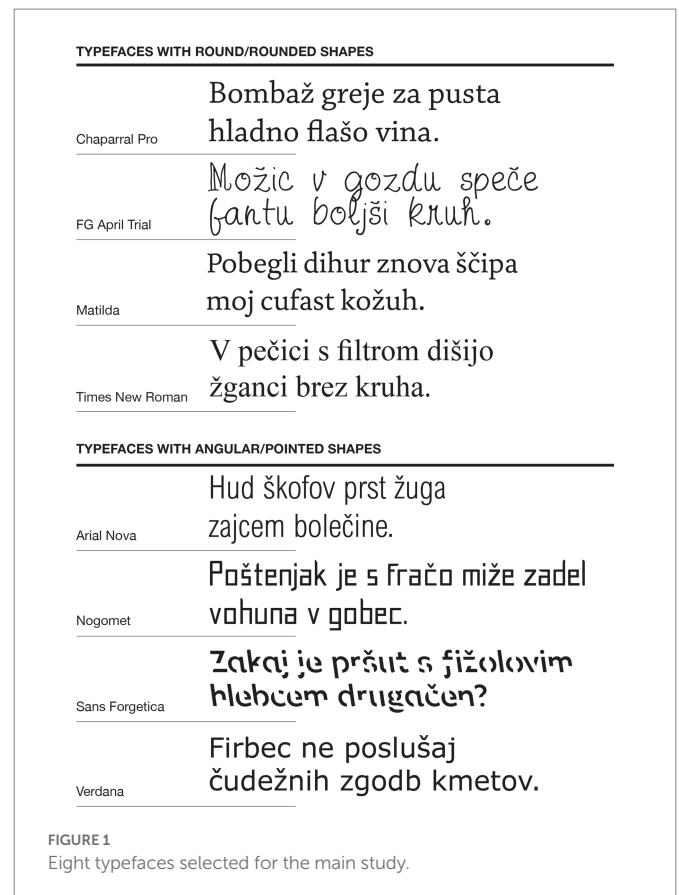 TYPEFACES WITH ROUND/ROUNDED SHAPES
Bombaž greje za pusta
hladno flašo vina.
Chaparral Pro
Možic v gozdu speče
fantu boljši kruh.
FG April Trial
Pobegli dihur znova ščipa
moj cufast kožuh.
Matilda
V pečici s filtrom dišijo
žganci brez kruha.
Times New Roman
TYPEFACES WITH ANGULAR/POINTED SHAPES
Hud škofov prst žuga
zajcem bolečine.
Arial Nova
Poštenjak je s fračo miže zadel
vohuna v gobec.
Nogomet
Zakaj je pršut s fižolovim
hlebcem drugačen?
Sans Forgetica
Firbec ne poslušaj
čudežnih zgodb kmetov.
Verdana
FIGURE 1
Eight typefaces selected for the main study.